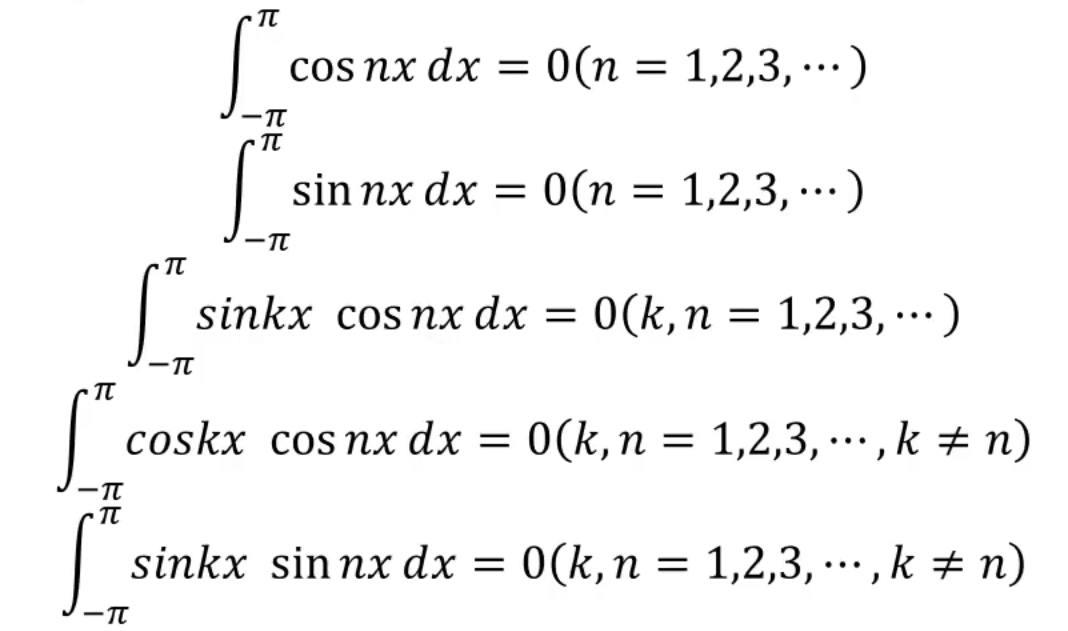 ∫_{−π}^{π} cos nx dx = 0(n = 1,2,3, ⋯ )
∫_{−π}^{π} sin nx dx = 0(n = 1,2,3, ⋯ )
∫_{−π}^{π} sinkx cos nx dx = 0(k, n = 1,2,3, ⋯ )
∫_{−π}^{π} coskx cos nx dx = 0(k, n = 1,2,3, ⋯ , k ≠ n)
∫_{−π}^{π} sinkx sin nx dx = 0(k, n = 1,2,3, ⋯ , k ≠ n)